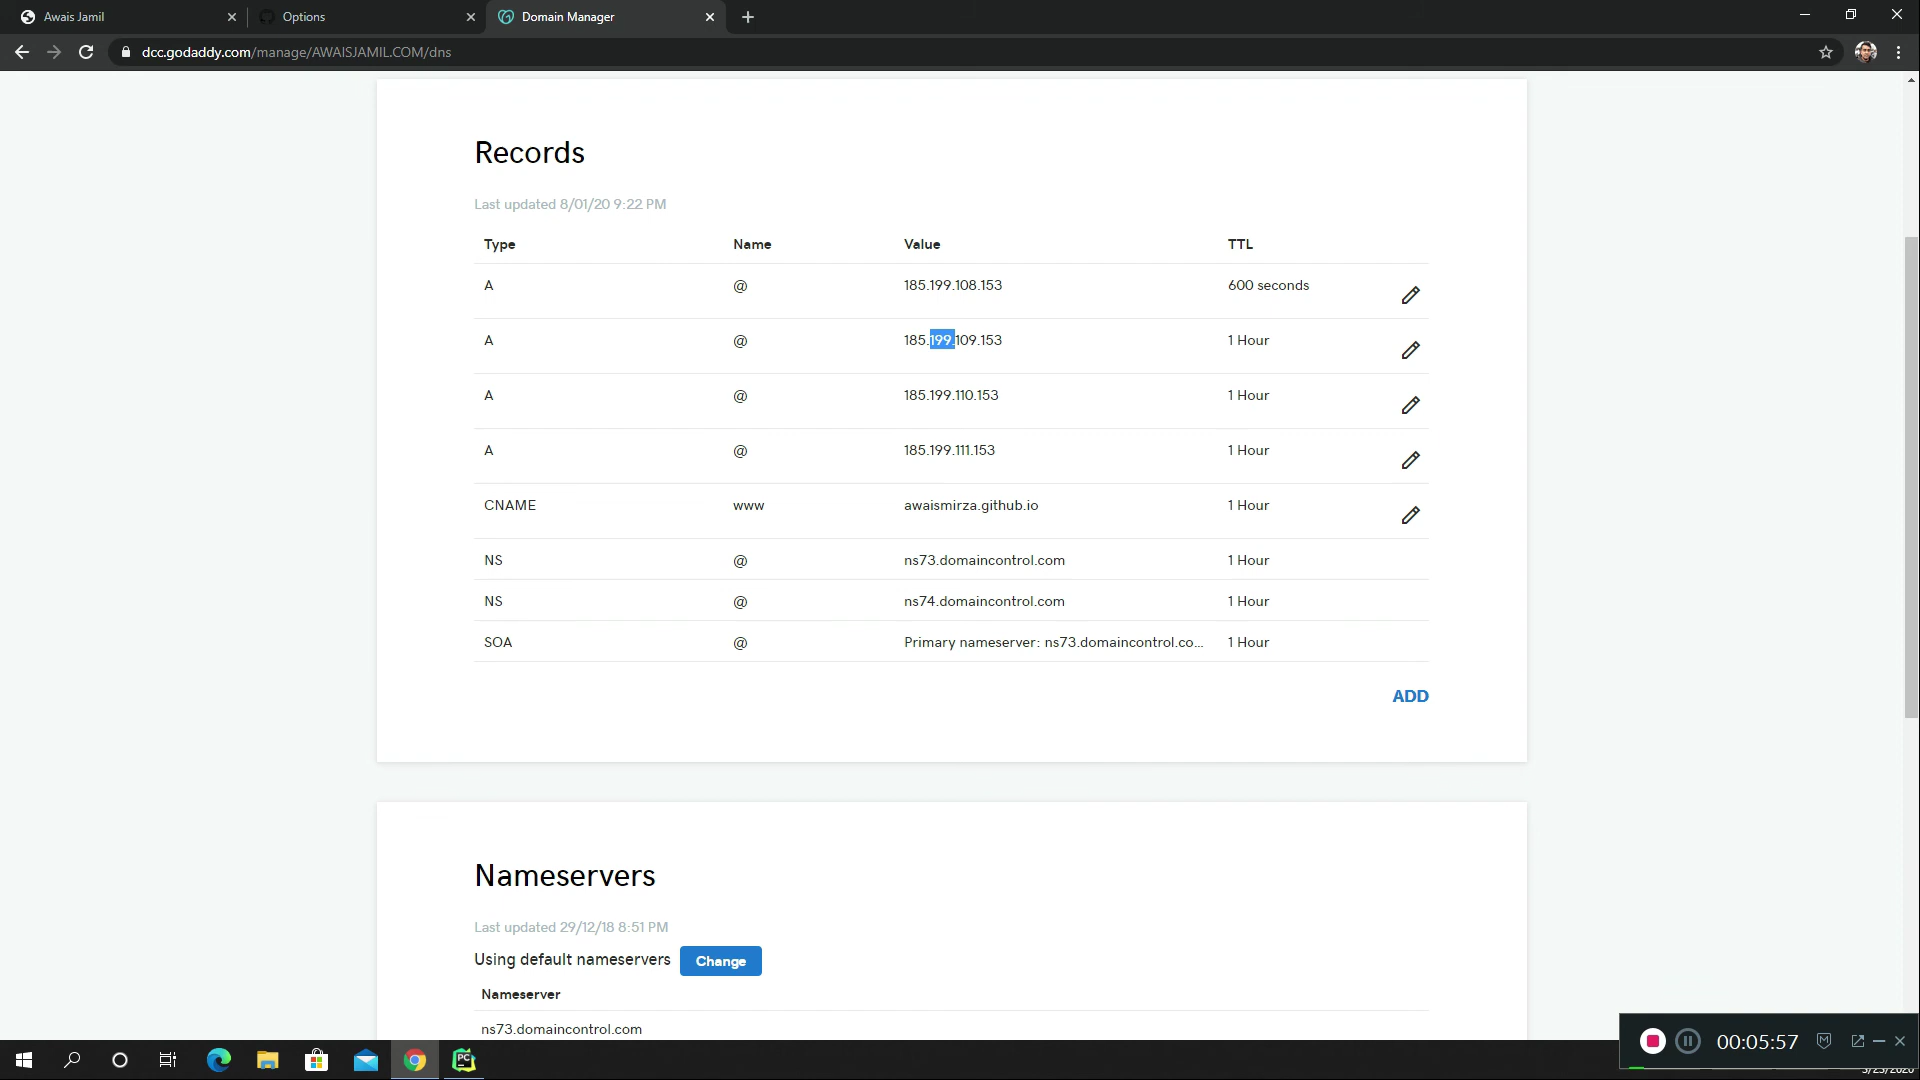 Awais Jamil
Options
Domain Manager
dcc.godaddy.com/manage/AWAISJAMIL.COM/dns
Records
Last updated 8/01/20 9:22 PM
Type Name Value TTL
A @ 185.199.108.153 600 seconds
A @ 185.199.109.153 1 Hour
A @ 185.199.110.153 1 Hour
A @ 185.199.111.153 1 Hour
CNAME www awaismirza.github.io 1 Hour
NS @ ns73.domaincontrol.com 1 Hour
NS @ ns74.domaincontrol.com 1 Hour
SOA @ Primary nameserver: ns73.domaincontrol.co... 1 Hour
ADD
Nameservers
Last updated 29/12/18 8:51 PM
Using default nameservers Change
Nameserver
ns73.domaincontrol.com
PC
00:05:57